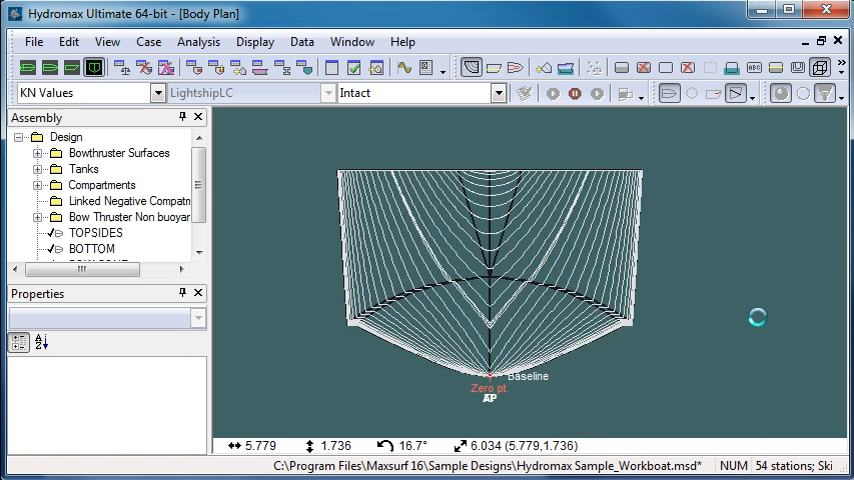 Hydromax Ultimate 64-bit - [Body Plan]
File Edit View Case Analysis Display Data Window Help
KN Values LightshipLC Intact
Assembly
Design
Bowthruster Surfaces
Tanks
Compartments
Linked Negative Compartm
Bow Thruster Non buoyar
TOPSIDES
BOTTOM
Properties
Baseline
Zero pt.
5.779 1.736 16.7° 6.034 (5.779,1.736)
C:\Program Files\Maxsurf 16\Sample Designs\Hydromax Sample_Workboat.msd* NUM 54 stations; Ski